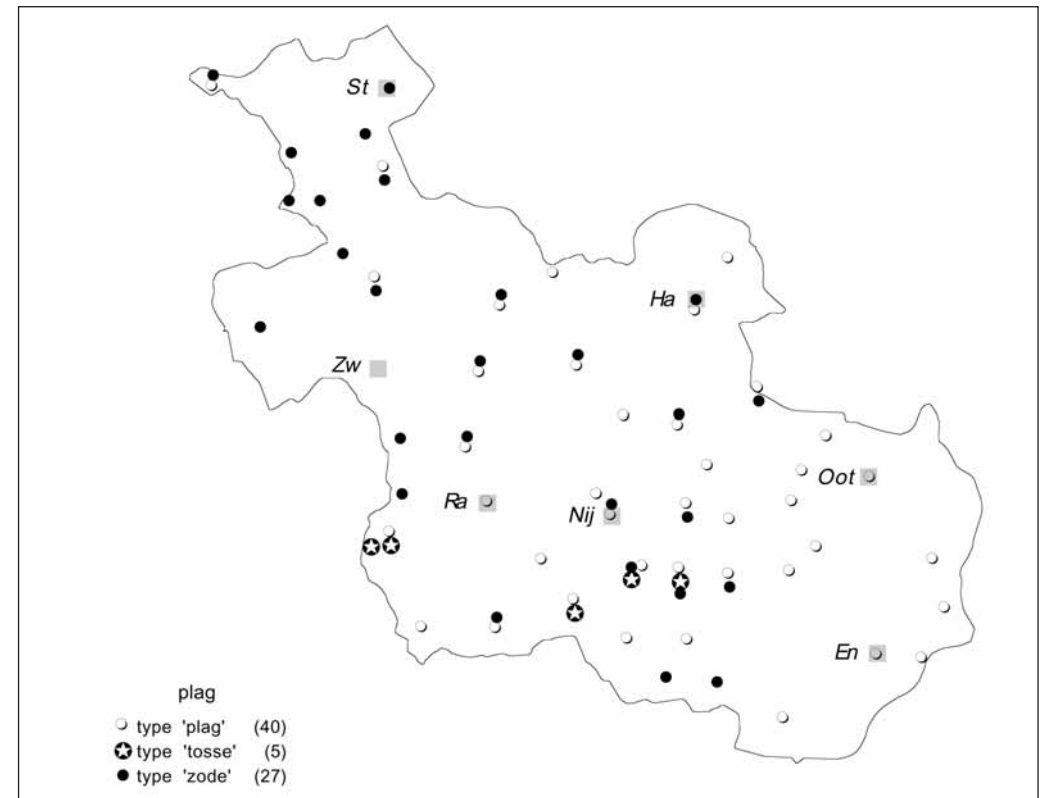 St
Ha
Zw
Oot
Ra
Nij
En
plag
type 'plag' (40)
type 'tosse' (5)
type 'zode' (27)